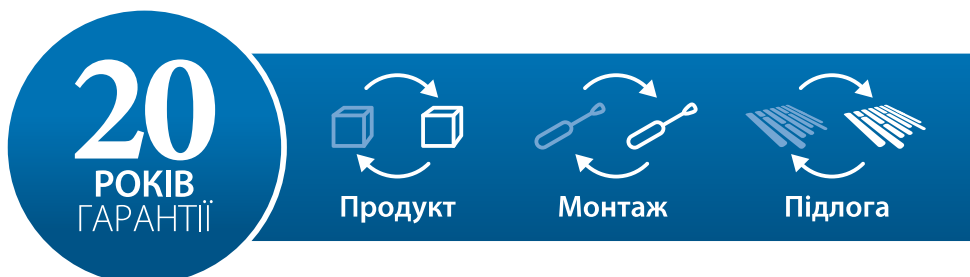 20
РОКІВ
ГАРАНТІЇ
Продукт
Монтаж
Підлога